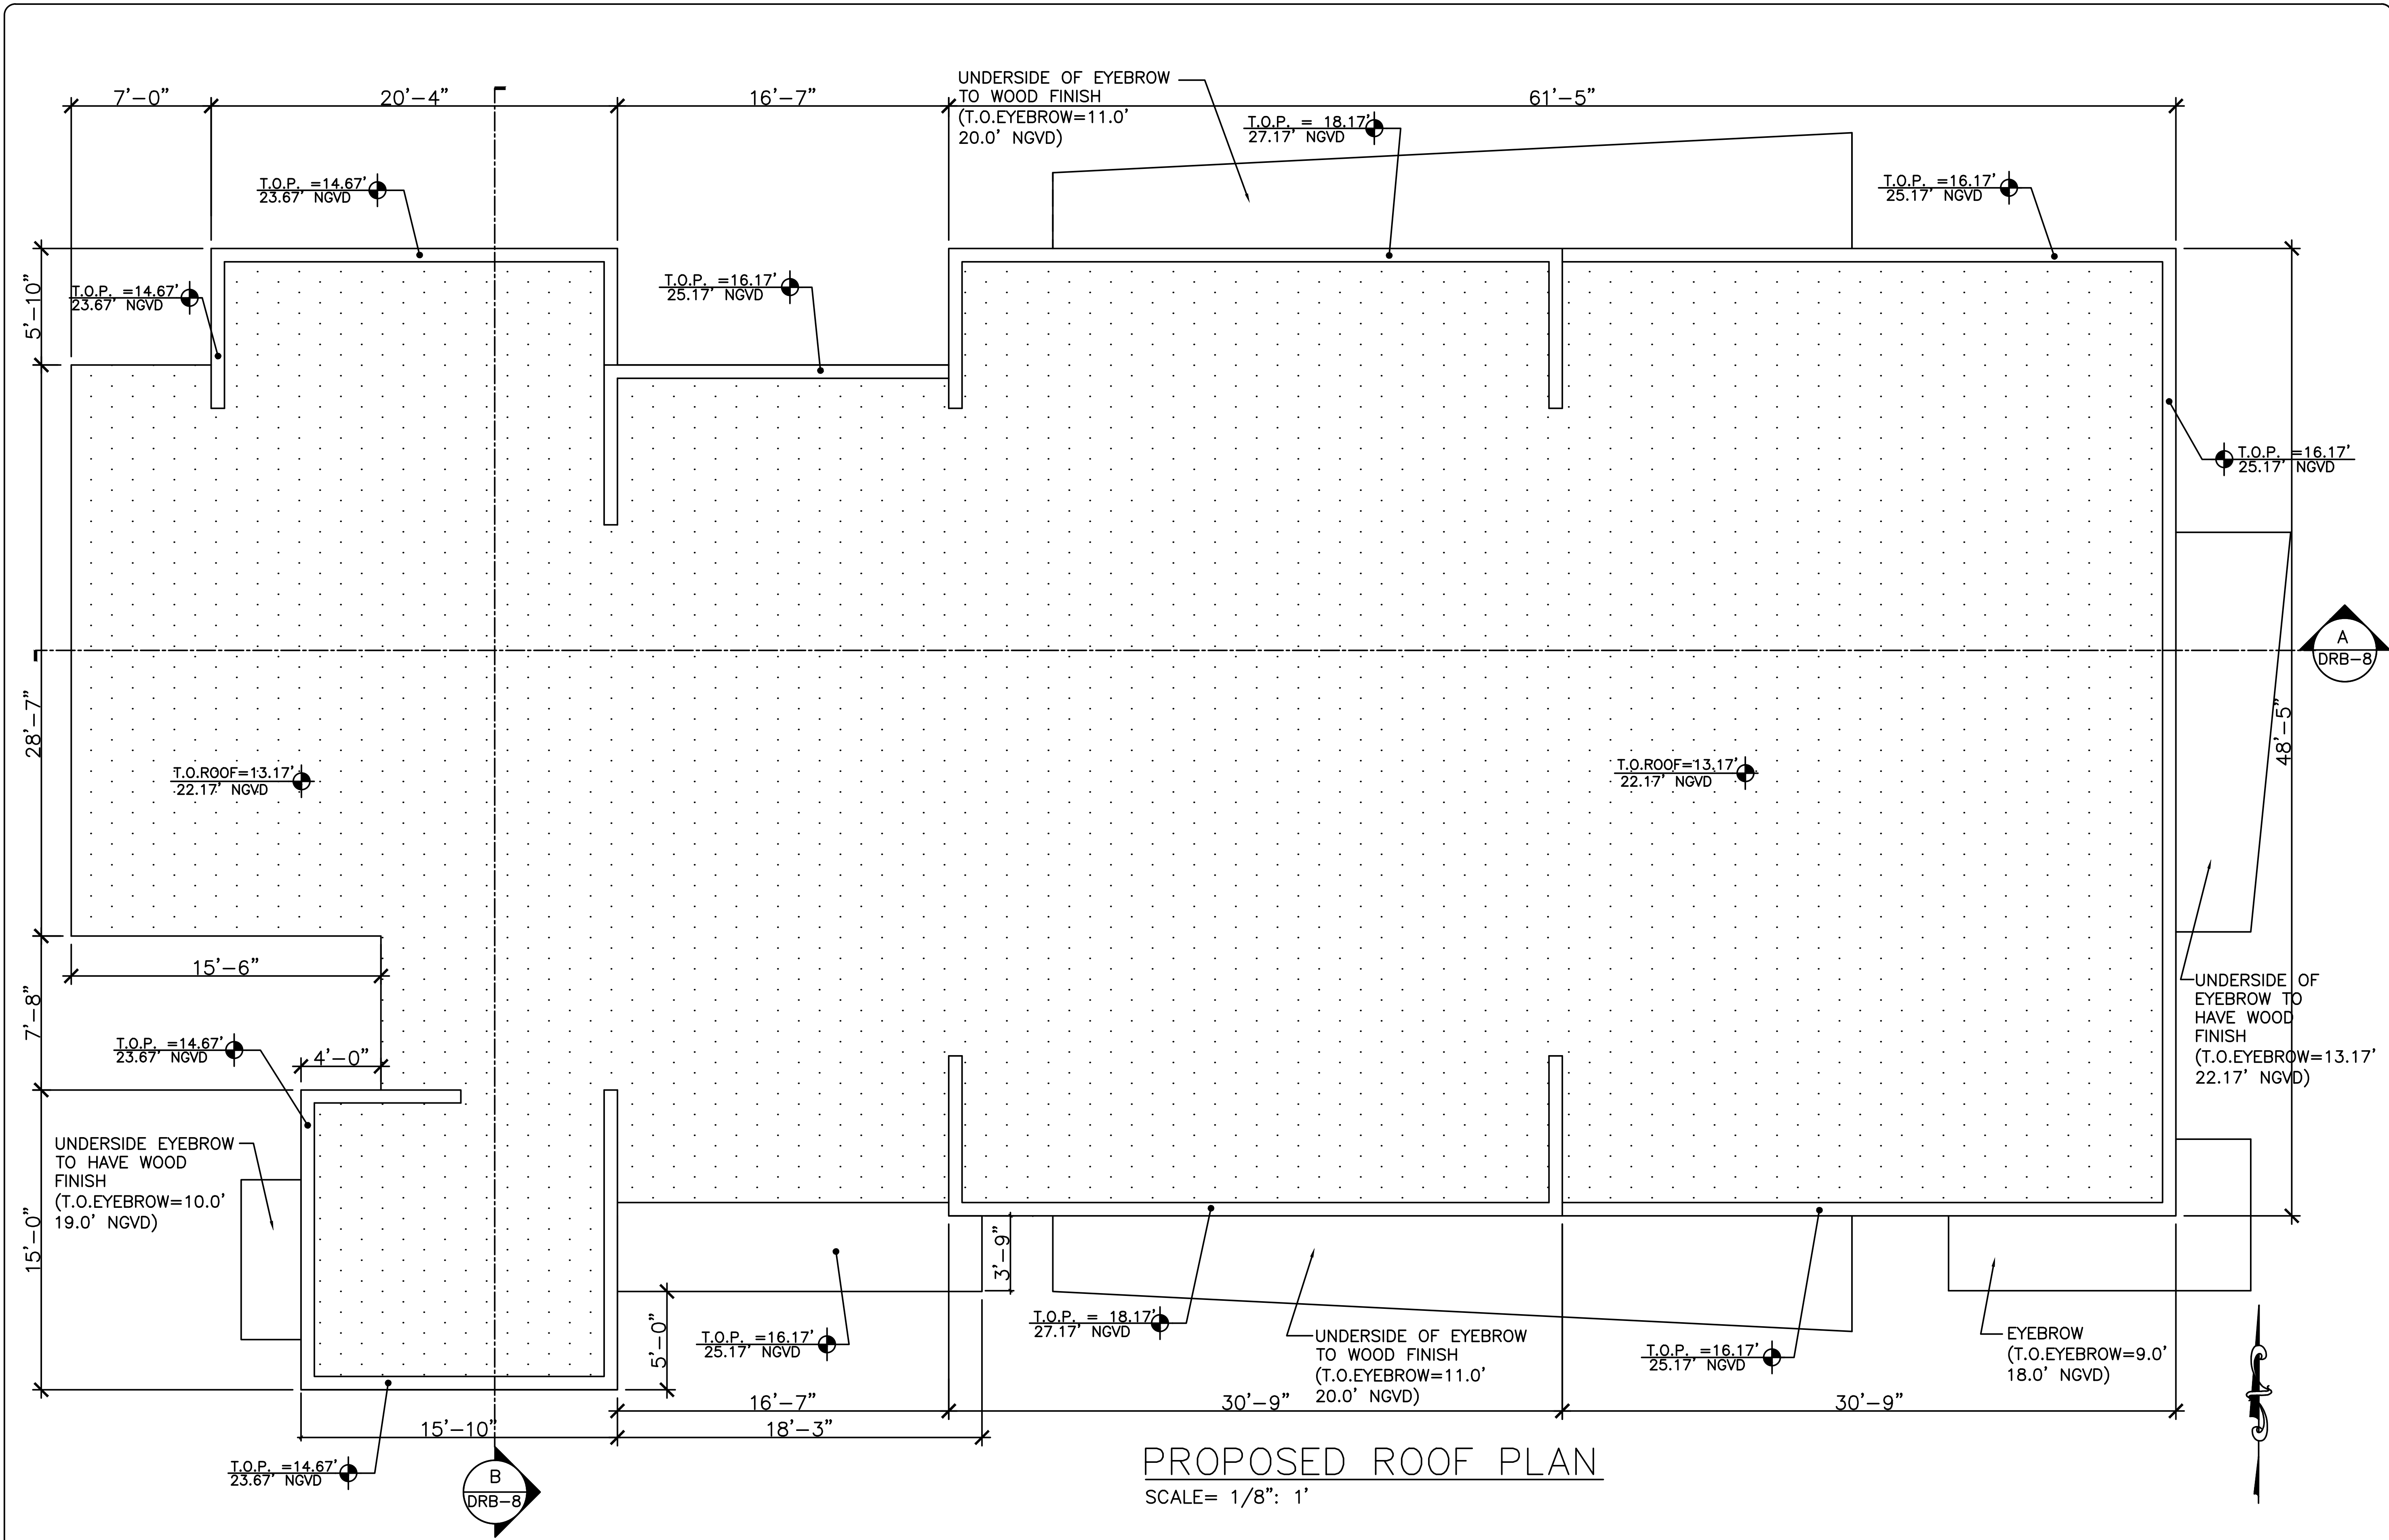 7'-0"
20'-4"
16'-7"
61'-5"
UNDERSIDE OF EYEBROW
TO WOOD FINISH
(T.O.EYEBROW=11.0'
20.0' NGVD)
T.O.P. = 18.17'
27.17' NGVD
T.O.P. =14.67'
23.67' NGVD
T.O.P. =16.17'
25.17' NGVD
5'-10"
T.O.P. =14.67'
23.67' NGVD
T.O.P. =16.17'
25.17' NGVD
T.O.P. =16.17'
25.17' NGVD
A
DRB-8
28'-7"
48'-5"
T.O.ROOF=13.17'
22.17' NGVD
T.O.ROOF=13.17'
22.17' NGVD
15'-6"
7'-8"
UNDERSIDE OF
EYEBROW TO
HAVE WOOD
FINISH
(T.O.EYEBROW=13.17'
22.17' NGVD)
T.O.P. =14.67'
23.67' NGVD
4'-0"
UNDERSIDE EYEBROW
TO HAVE WOOD
FINISH
(T.O.EYEBROW=10.0'
19.0' NGVD)
15'-0"
3'-9"
5'-0"
T.O.P. =16.17'
25.17' NGVD
T.O.P. = 18.17'
27.17' NGVD
UNDERSIDE OF EYEBROW
TO WOOD FINISH
(T.O.EYEBROW=11.0'
20.0' NGVD)
T.O.P. =16.17'
25.17' NGVD
EYEBROW
(T.O.EYEBROW=9.0'
18.0' NGVD)
16'-7"
30'-9"
30'-9"
15'-10"
18'-3"
T.O.P. =14.67'
23.67' NGVD
B
DRB-8
PROPOSED ROOF PLAN
SCALE= 1/8": 1'